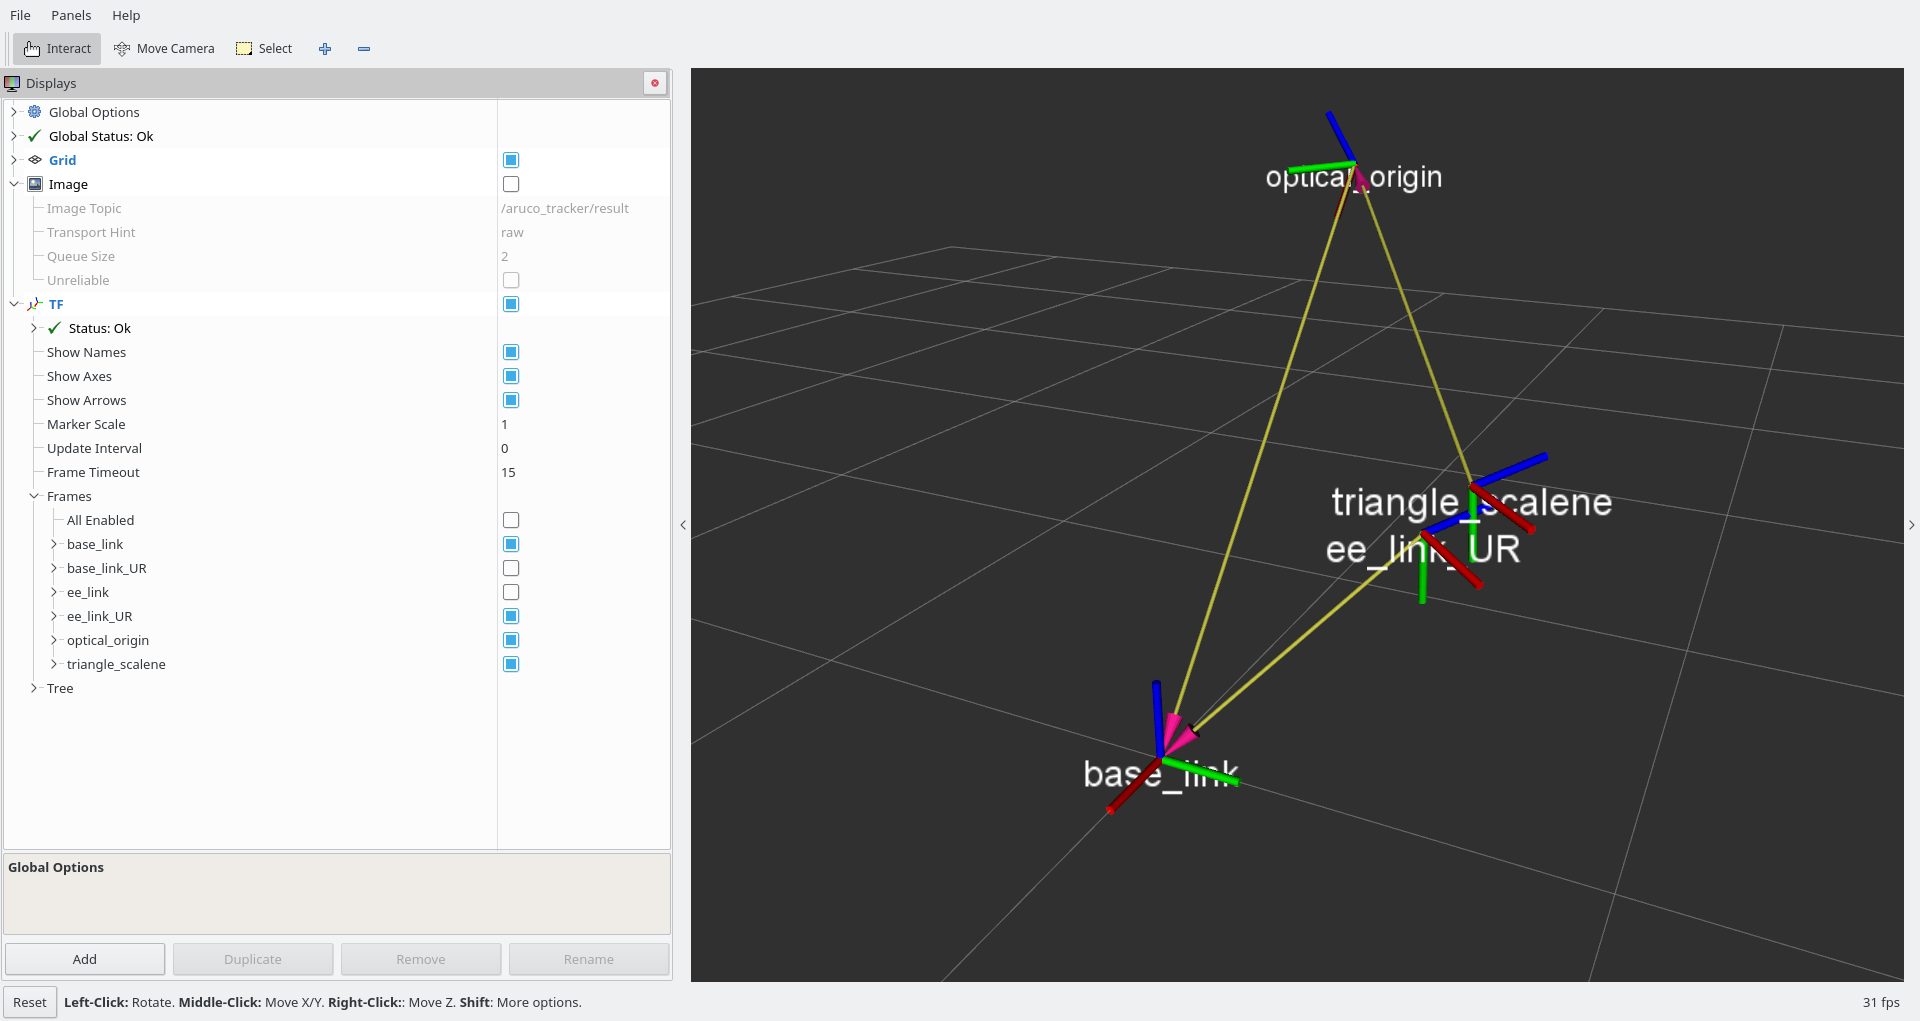 File Panels Help
Interact Move Camera Select
Displays
Global Options
Global Status: Ok
Grid
Image
Image Topic /aruco_tracker/result
Transport Hint raw
Queue Size 2
Unreliable
TF
Status: Ok
Show Names
Show Axes
Show Arrows
Marker Scale 1
Update Interval 0
Frame Timeout 15
Frames
All Enabled
base_link
base_link_UR
ee_link
ee_link_UR
optical_origin
triangle_scalene
Tree
Global Options
Add Duplicate Remove Rename
optical_origin
triangle_scalene
ee_link_UR
base_link
Reset Left-Click: Rotate. Middle-Click: Move X/Y. Right-Click:: Move Z. Shift: More options. 31 fps